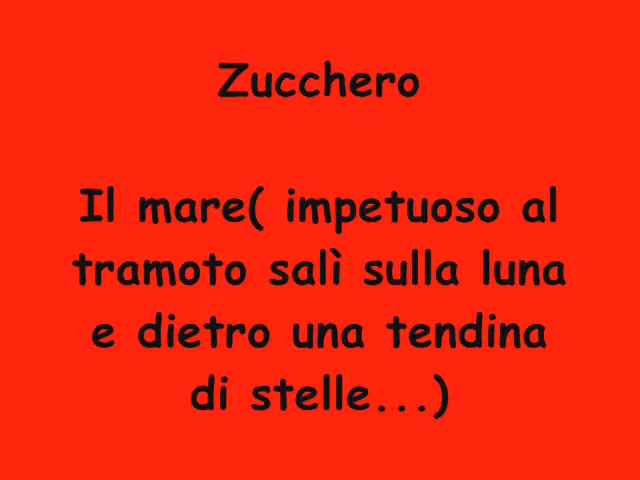 Zucchero
Il mare( impetuoso al
tramoto salì sulla luna
e dietro una tendina
di stelle...)